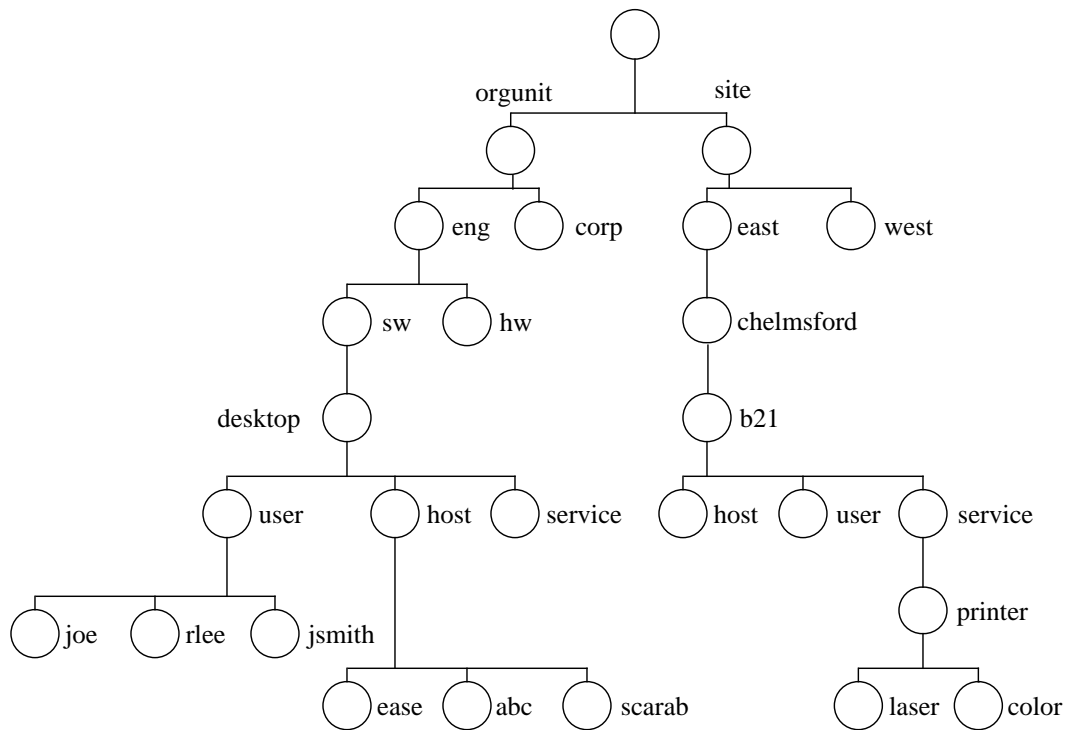 orgunit site
eng corp east west
sw hw chelmsford
desktop b21
user host service host user service
joe rlee jsmith printer
ease abc scarab laser color